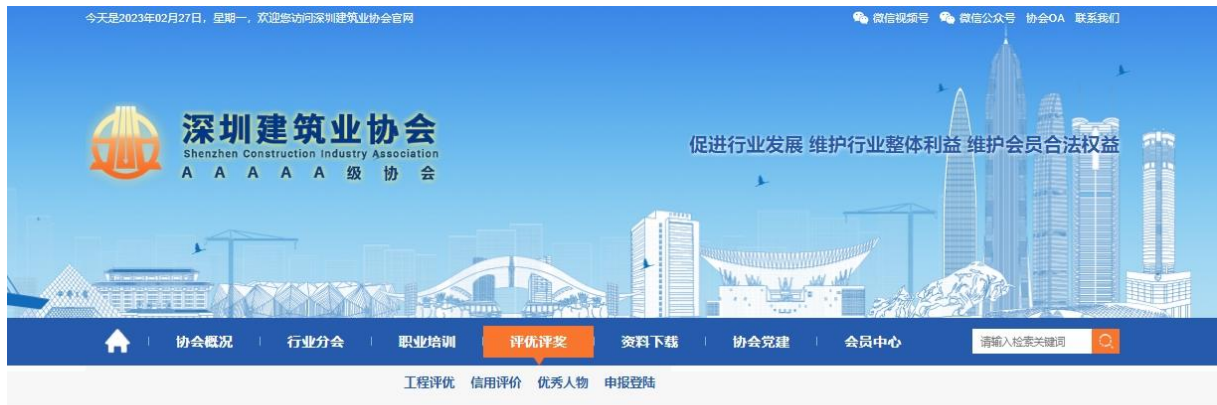 今天是2023年02月27日，星期一，欢迎您访问深圳建筑业协会官网
微信视频号 微信公众号 协会OA 联系我们
深圳建筑业协会
Shenzhen Construction Industry Association
AAAAA级协会
促进行业发展 维护行业整体利益 维护会员合法权益
协会概况 行业分会 职业培训 评优评奖 资料下载 协会党建 会员中心 请输入检索关键词
工程评优 信用评价 优秀人物 申报登陆